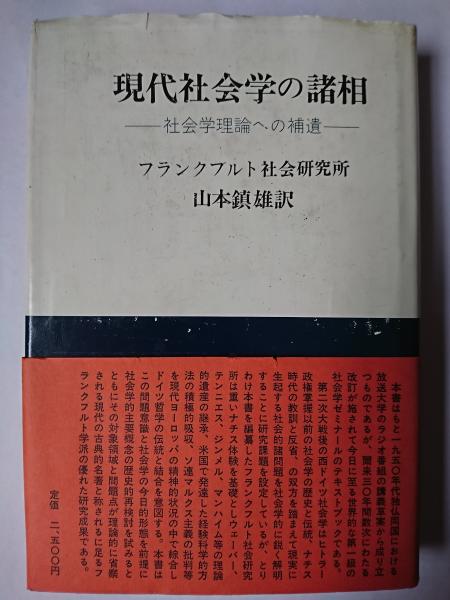 現代社会学の諸相
――社会学理論への補遺――
フランクフルト社会研究所
山本鎮雄訳
本書はもと一九五〇年代独仏両国における
放送大学のラジオ番組の講義草案から成り立
つものであるが、爾来三〇年間数次にわたる
改訂が施されて今日に至る世界的な第一級の
社会学ゼミナールのテキストブックである。
第二次大戦後の西ドイツ社会学はヒトラー
政権掌握以前の社会学の歴史と伝統、ナチス
時代の教訓と反省、の双方を踏まえて現実に
生起する社会的諸問題を社会学的に鋭く解明
することに研究課題を設定しているが、とり
わけ本書を編纂したフランクフルト社会研究
所は重いナチス体験を基礎としウェーバー、
テンニエス、ジンメル、マンハイム等の理論
的遺産の継承、米国で発達した経験科学的方
法の積極的吸収、ソ連マルクス主義の批判等
を現代ヨーロッパの精神的状況の中で綜合し
ドイツ哲学の伝統と結合を意図する。本書は
この問題意識と社会学の今日的形態を前提に
社会学的主要概念の歴史的再検討を試みると
ともにその対象領域と問題点が理論的に省察
される現代の古典的名著と称されるに足るフ
ランクフルト学派の優れた研究成果である。
定価 二、五〇〇円